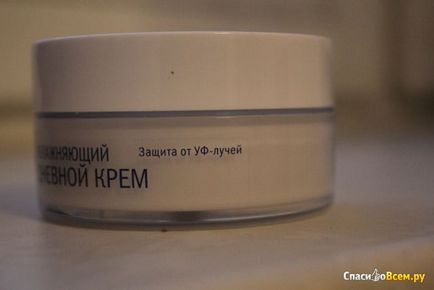 ВЛАЖНЯЮЩИЙ
Защита от УФ-лучей
ДНЕВНОЙ КРЕМ
СпасибоВсем.ру